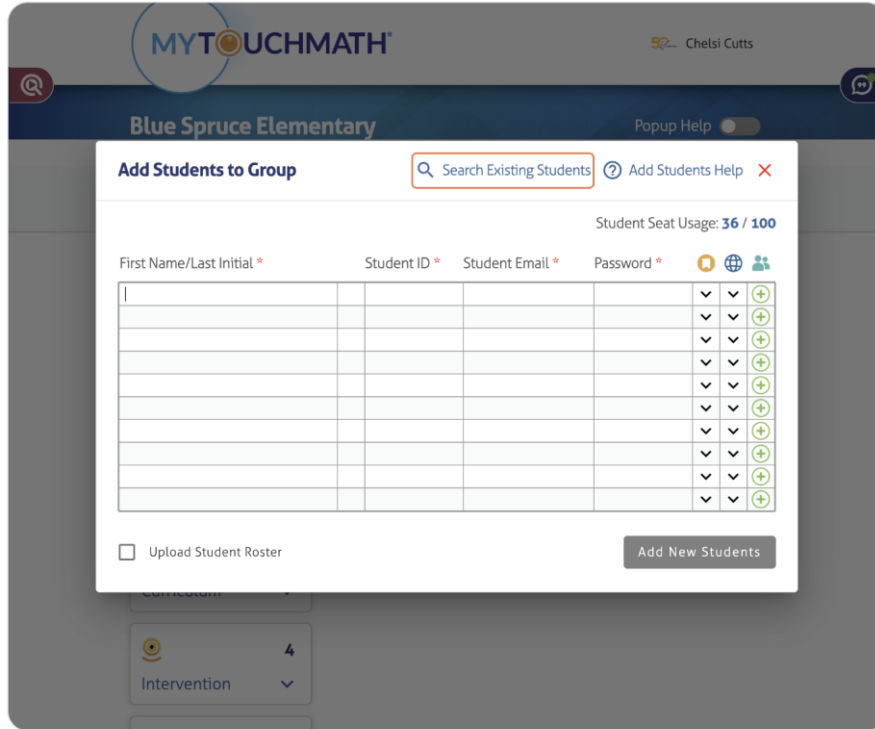 MYTOUCHMATH®
Chelsi Cutts
Blue Spruce Elementary
Popup Help
Add Students to Group
Search Existing Students
Add Students Help
Student Seat Usage: 36 / 100
First Name/Last Initial * Student ID * Student Email * Password *
Upload Student Roster
Add New Students
Curriculum
4
Intervention